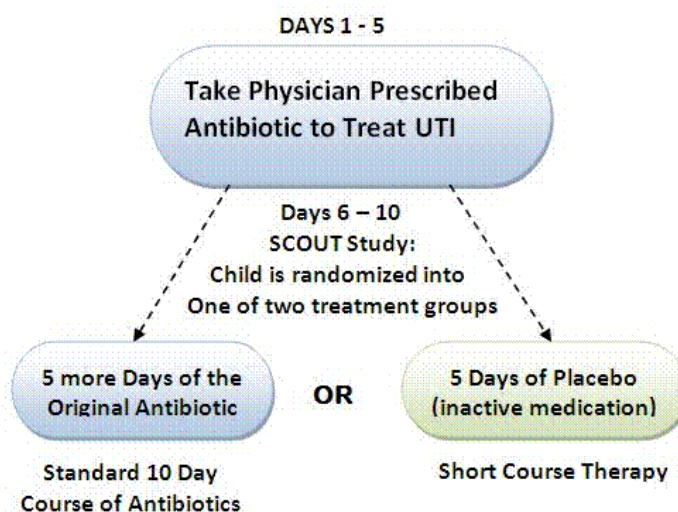 DAYS 1 - 5
Take Physician Prescribed
Antibiotic to Treat UTI
Days 6 – 10
SCOUT Study:
Child is randomized into
One of two treatment groups
5 more Days of the
Original Antibiotic
OR
5 Days of Placebo
(inactive medication)
Standard 10 Day
Course of Antibiotics
Short Course Therapy